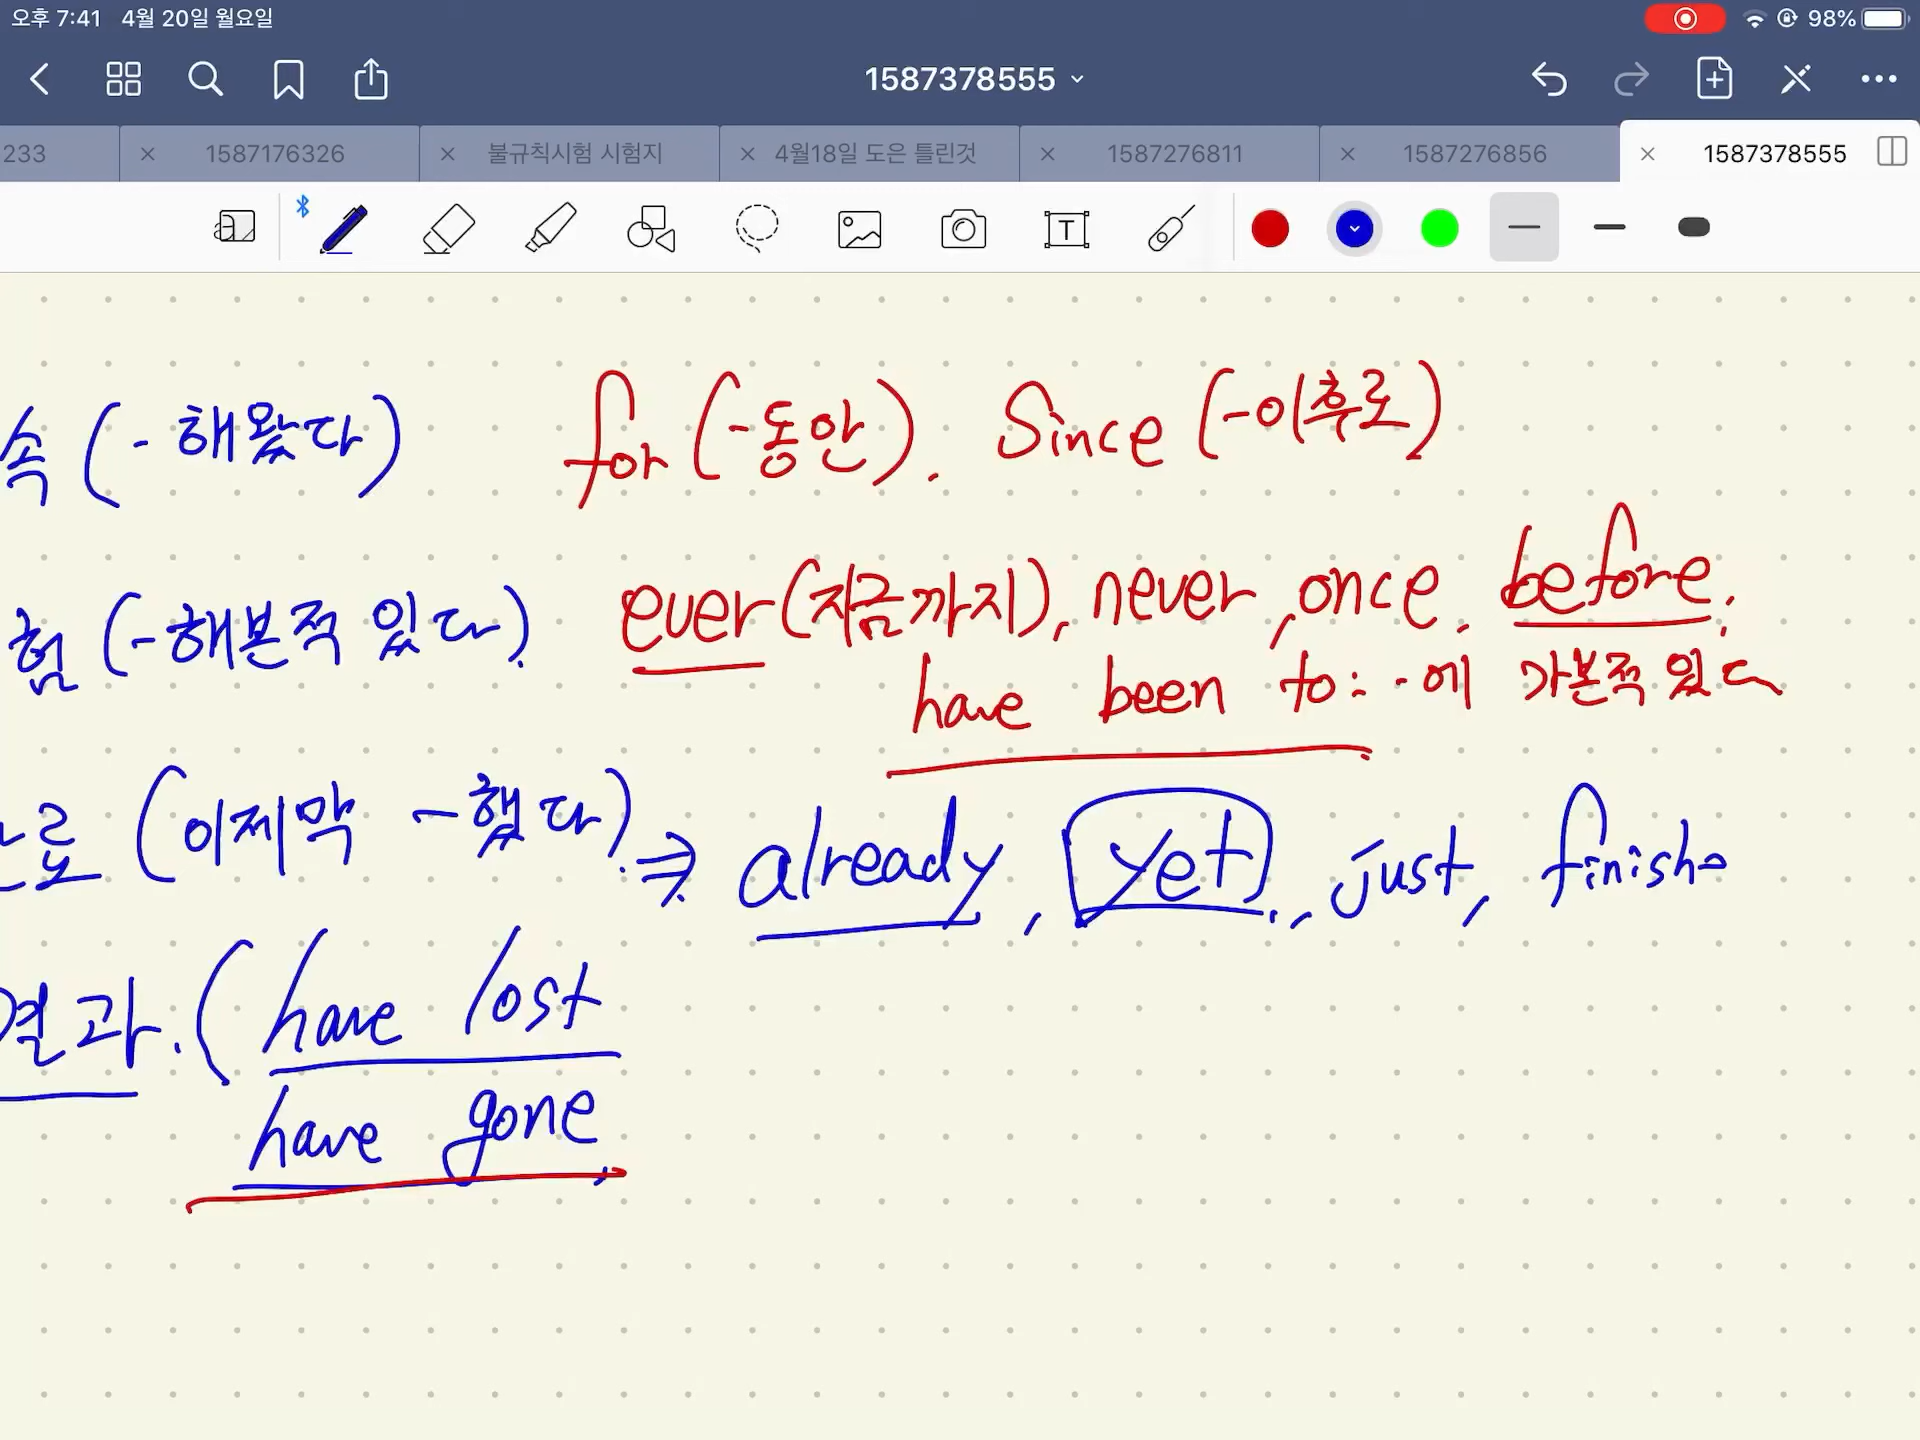 오후 7:41 4월 20일 월요일 98%
1587378555
233 1587176326 불규칙시험 시험지 4월18일 도은 틀린것 1587276811 1587276856 1587378555
속 (-해왔다) for (-동안). Since (-이후로)
험 (-해본적 있다). ever (지금까지), never, once, before,
have been to: -에 가본적 있다
료 (이제막 -했다). ⇒ already, yet, just, finish
결과. (have lost
have gone